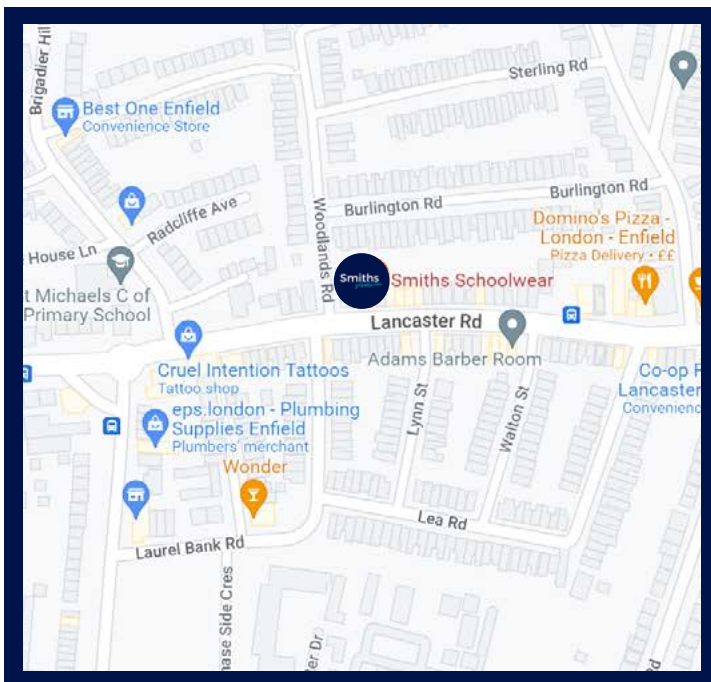 Brigadier Hil
Sterling Rd
Best One Enfield
Convenience Store
Radcliffe Ave
Woodlands Rd
Burlington Rd
Burlington Rd
House Ln
Domino's Pizza -
London - Enfield
Pizza Delivery • ££
Smiths
Smiths Schoolwear
t Michaels C of
Primary School
Lancaster Rd
Cruel Intention Tattoos
Tattoo shop
Adams Barber Room
Co-op F
Lancaster
Convenienc
eps.london - Plumbing
Supplies Enfield
Plumbers' merchant
Lynn St
Walton St
Wonder
Lea Rd
Laurel Bank Rd
hase Side Cres
er Dr.
d